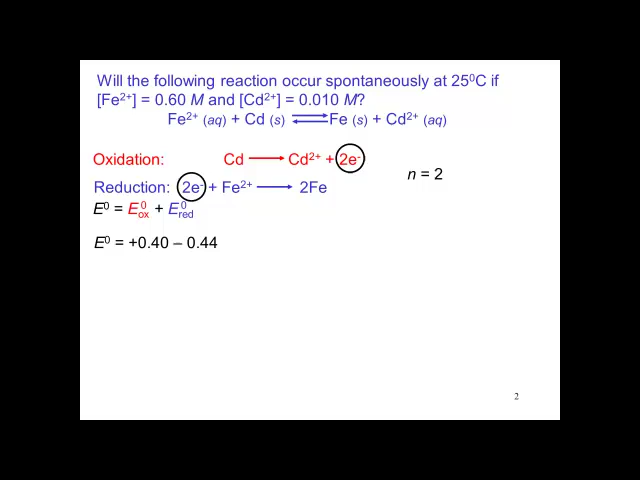 Will the following reaction occur spontaneously at 25⁰C if
[Fe²⁺] = 0.60 M and [Cd²⁺] = 0.010 M?
Fe²⁺ (aq) + Cd (s) ⇌ Fe (s) + Cd²⁺ (aq)
Oxidation: Cd ⟶ Cd²⁺ + 2e⁻
n = 2
Reduction: 2e⁻ + Fe²⁺ ⟶ 2Fe
E⁰ = E⁰ox + E⁰red
E⁰ = +0.40 – 0.44
2